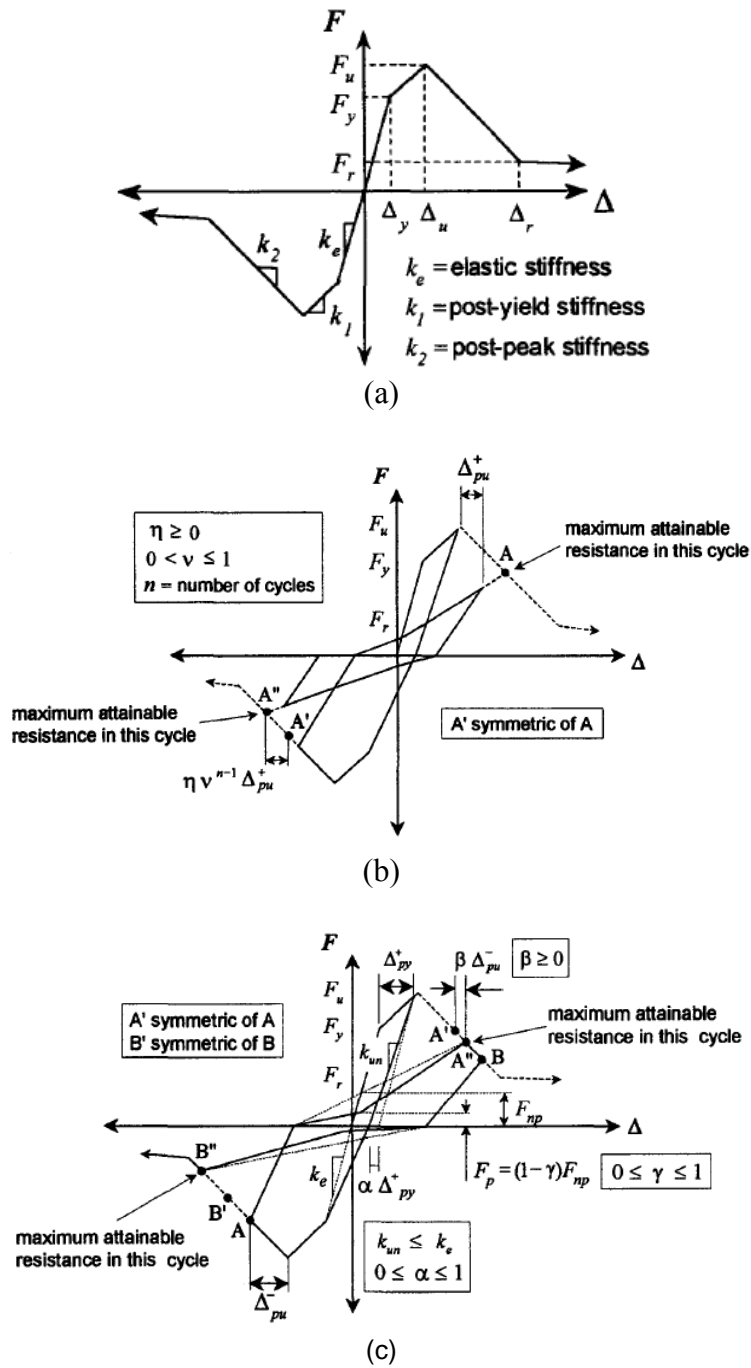 F
F_u
F_y
F_r
Δ_y Δ_u Δ_r Δ
k_2
k_e
k_1
k_e = elastic stiffness
k_1 = post-yield stiffness
k_2 = post-peak stiffness
(a)
Δ⁺_pu
F
η ≥ 0
0 < ν ≤ 1
n = number of cycles
F_u
F_y
F_r
A
maximum attainable
resistance in this cycle
Δ
A''
A'
maximum attainable
resistance in this cycle
η ν^{n-1} Δ⁺_pu
A' symmetric of A
(b)
F
Δ⁺_py
β Δ⁻_pu
β ≥ 0
A' symmetric of A
B' symmetric of B
F_u
F_y
F_r
k_un
A'
A''
B
maximum attainable
resistance in this cycle
F_np
Δ
F_p = (1-γ)F_np
0 ≤ γ ≤ 1
B''
B'
A
k_e
α Δ⁺_py
maximum attainable
resistance in this cycle
Δ⁻_pu
k_un ≤ k_e
0 ≤ α ≤ 1
(c)